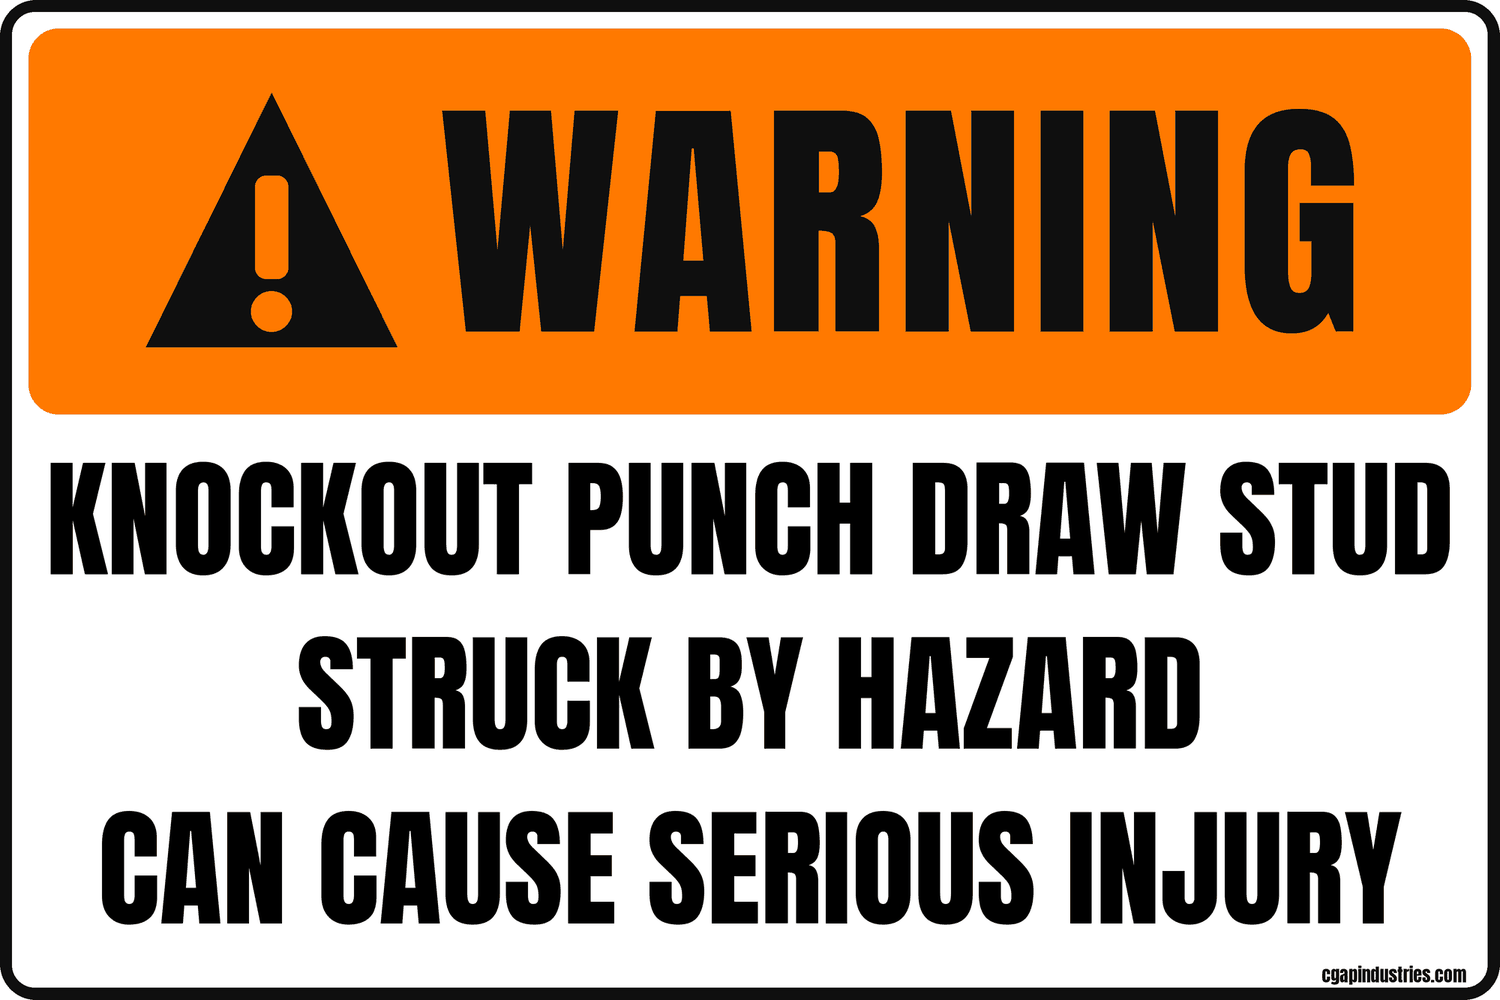 WARNING
KNOCKOUT PUNCH DRAW STUD
STRUCK BY HAZARD
CAN CAUSE SERIOUS INJURY
cgapindustries.com